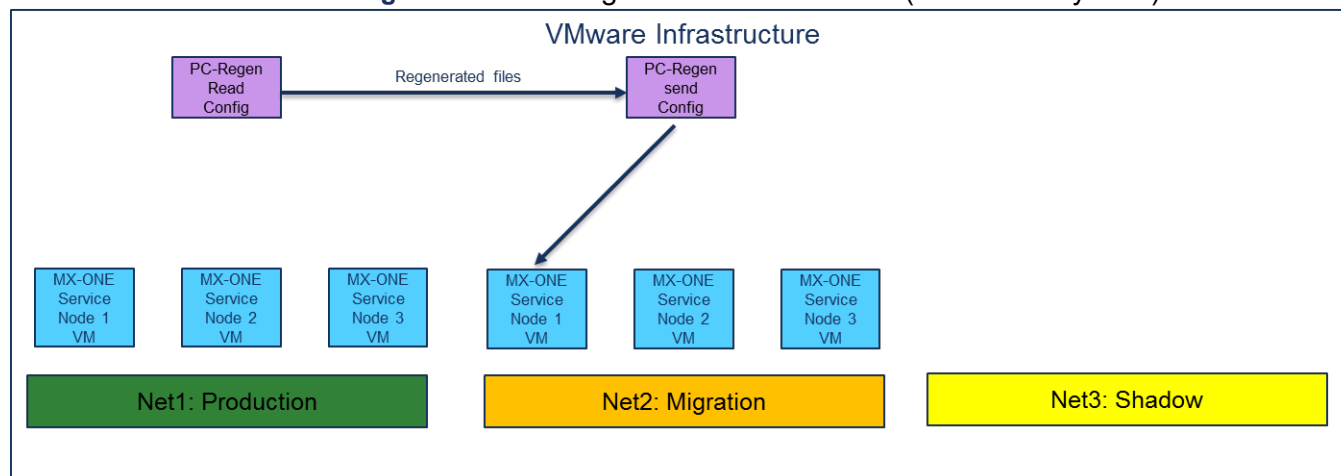 VMware Infrastructure
PC-Regen
Read
Config
Regenerated files
PC-Regen
send
Config
MX-ONE
Service
Node 1
VM
MX-ONE
Service
Node 2
VM
MX-ONE
Service
Node 3
VM
MX-ONE
Service
Node 1
VM
MX-ONE
Service
Node 2
VM
MX-ONE
Service
Node 3
VM
Net1: Production
Net2: Migration
Net3: Shadow